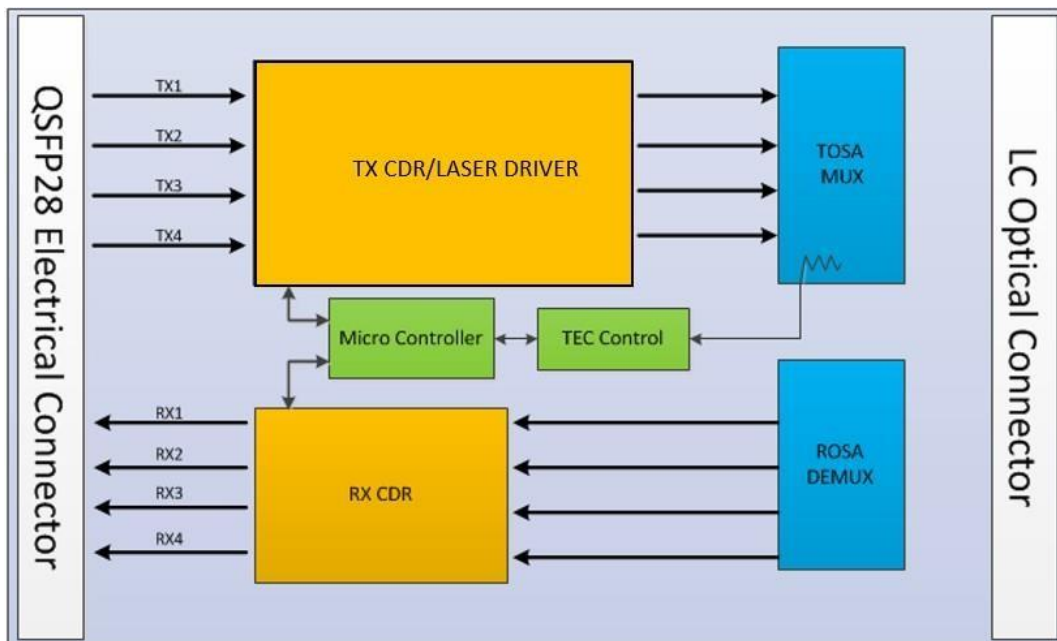 QSFP28 Electrical Connector
TX1
TX2
TX3
TX4
TX CDR/LASER DRIVER
TOSA
MUX
Micro Controller
TEC Control
RX1
RX2
RX3
RX4
RX CDR
ROSA
DEMUX
LC Optical Connector